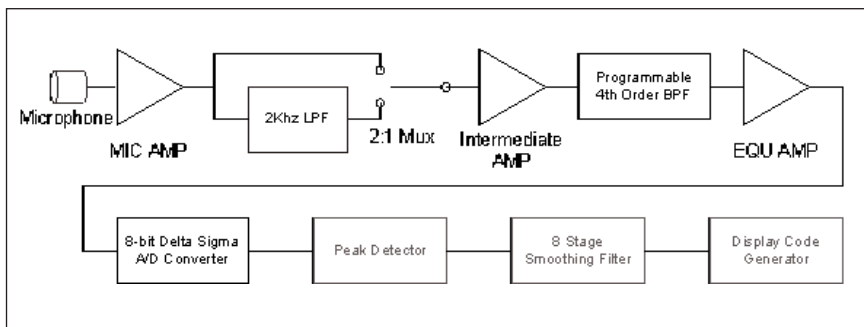 Microphone
MIC AMP
2Khz LPF
2:1 Mux
Intermediate
AMP
Programmable
4th Order BPF
EQU AMP
8-bit Delta Sigma
A/D Converter
Peak Detector
8 Stage
Smoothing Filter
Display Code
Generator